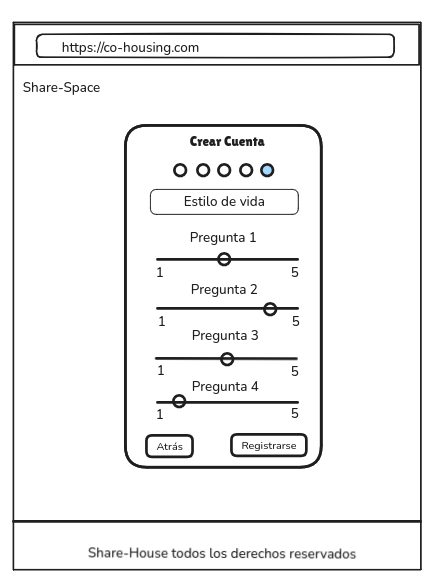 https://co-housing.com
Share-Space
Crear Cuenta
Estilo de vida
Pregunta 1
1 5
Pregunta 2
1 5
Pregunta 3
1 5
Pregunta 4
1 5
Atrás Registrarse
Share-House todos los derechos reservados